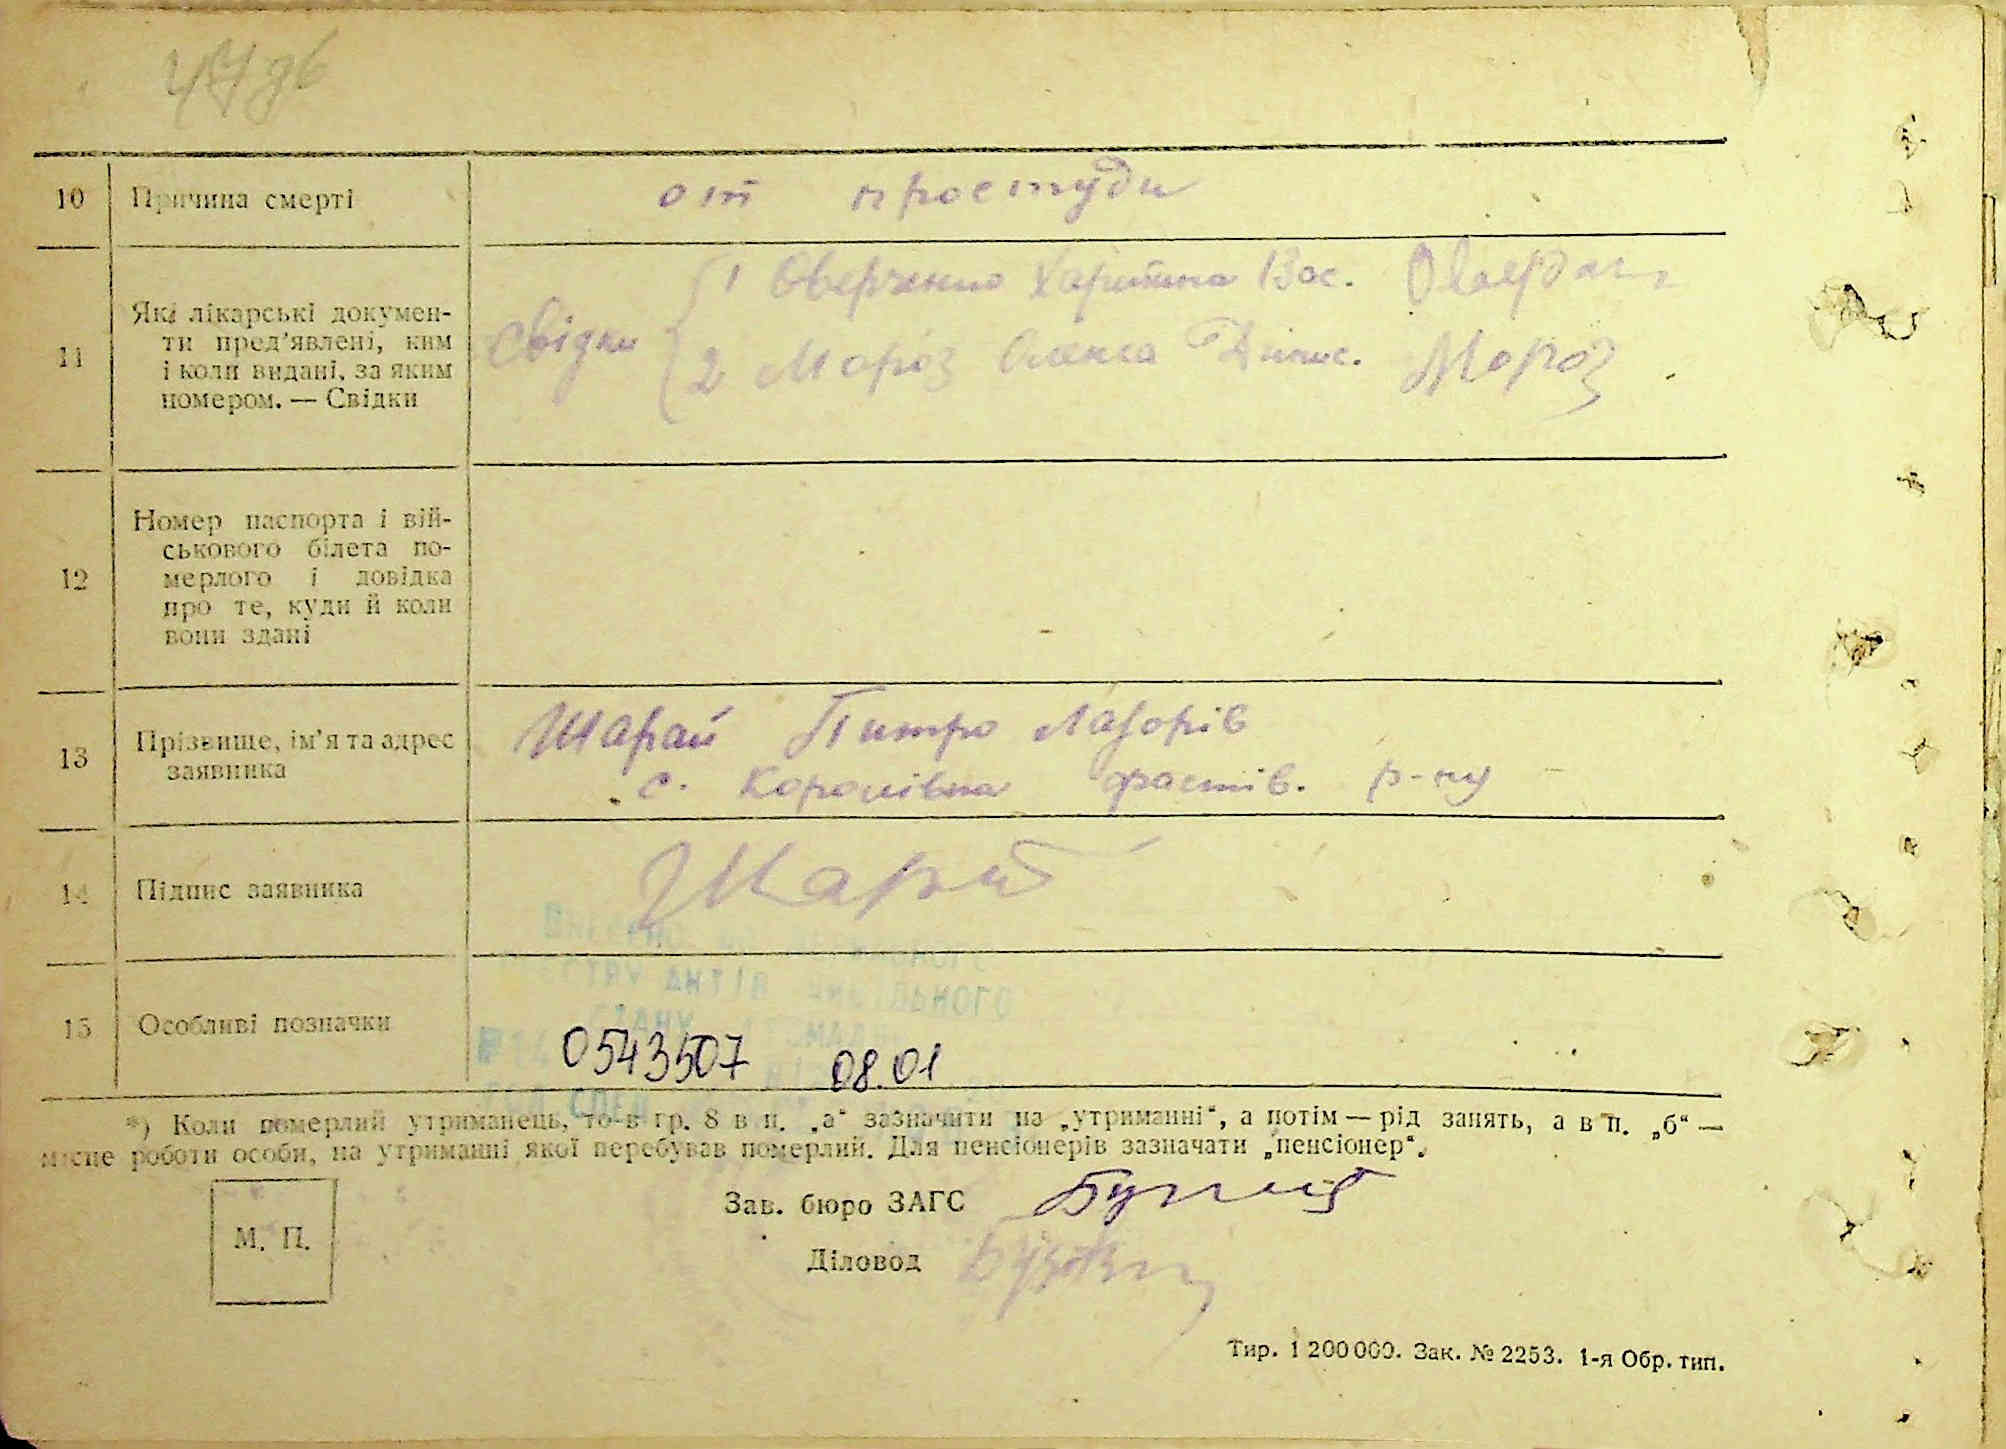 10 Причина смерті от простуди
11 Які лікарські докумен-
ти пред'явлені, ким
і коли видані, за яким
номером. — Свідки
Свідки
1 Оверченко Харитина Вас.
2 Мороз Олекса Динис. Мороз
12 Номер паспорта і вій-
ськового білета по-
мерлого і довідка
про те, куди й коли
вони здані
13 Прізвище, ім'я та адрес
заявника
Шарай Питро Лазорів
с. Королівка фастів. р-ну
14 Підпис заявника Шарай
15 Особливі позначки
0543507 08.01
*) Коли померлий утриманець, то в гр. 8 в п. „а“ зазначити на „утриманні“, а потім — рід занять, а в п. „б“ —
місце роботи особи, на утриманні якої перебував померлий. Для пенсіонерів зазначати „пенсіонер“.
М. П.
Зав. бюро ЗАГС
Діловод
Тир. 1 200 000. Зак. № 2253. 1-я Обр. тип.